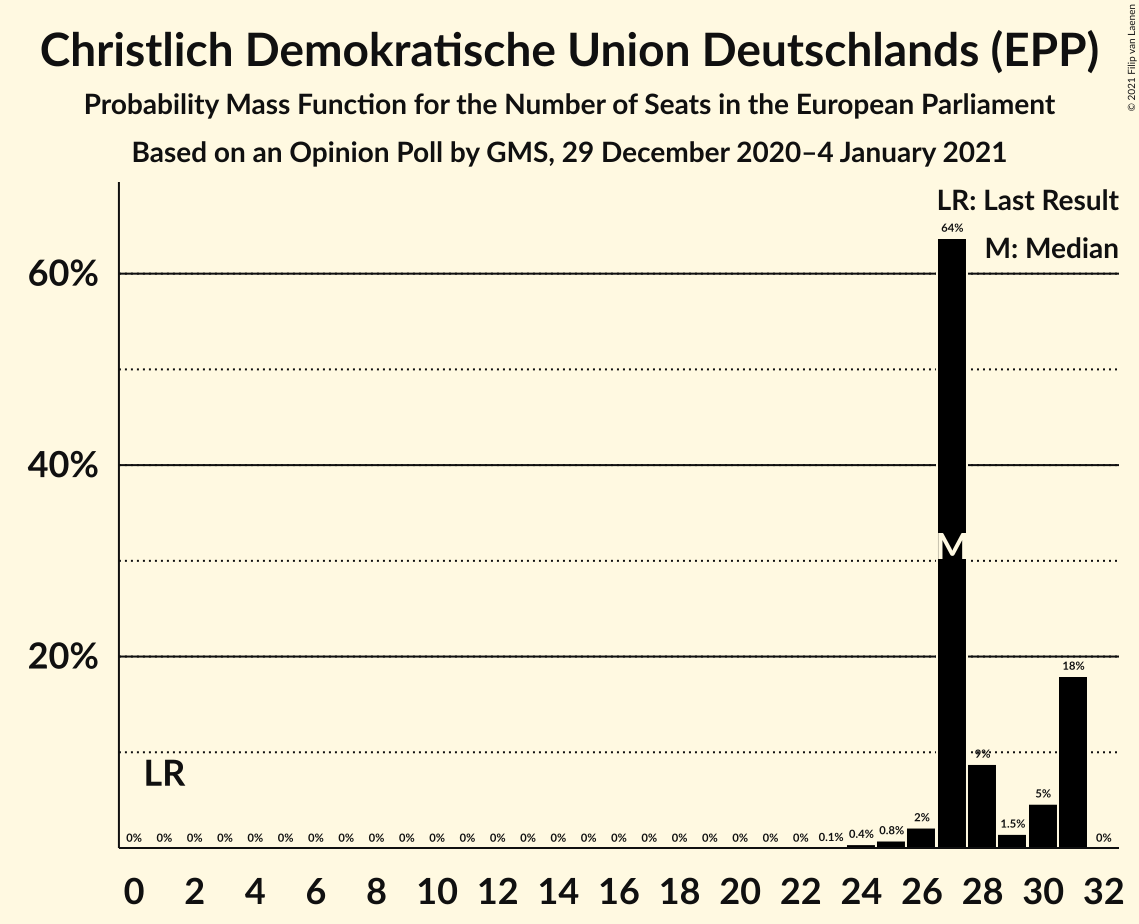 Christlich Demokratische Union Deutschlands (EPP)
Probability Mass Function for the Number of Seats in the European Parliament
Based on an Opinion Poll by GMS, 29 December 2020–4 January 2021
© 2021 Filip van Laenen
LR: Last Result
M: Median
60%
40%
20%
64%
M
18%
9%
LR
5%
0% 0% 0% 0% 0% 0% 0% 0% 0% 0% 0% 0% 0% 0% 0% 0% 0% 0% 0% 0% 0% 0% 0% 0.1% 0.4% 0.8% 2% 1.5% 0%
0 2 4 6 8 10 12 14 16 18 20 22 24 26 28 30 32